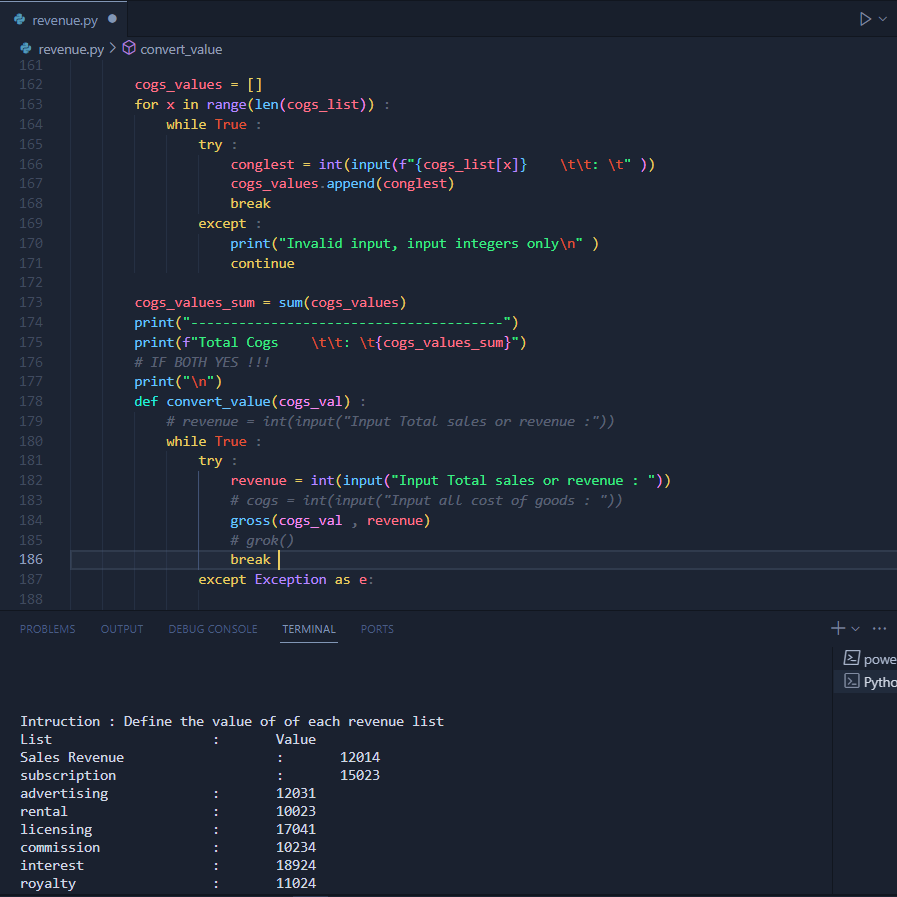 revenue.py
revenue.py > convert_value
161
162 cogs_values = []
163 for x in range(len(cogs_list)) :
164 while True :
165 try :
166 conglest = int(input(f"{cogs_list[x]}    \t\t: \t" ))
167 cogs_values.append(conglest)
168 break
169 except :
170 print("Invalid input, input integers only\n" )
171 continue
172
173 cogs_values_sum = sum(cogs_values)
174 print("---------------------------------------")
175 print(f"Total Cogs    \t\t: \t{cogs_values_sum}")
176 # IF BOTH YES !!!
177 print("\n")
178 def convert_value(cogs_val) :
179 # revenue = int(input("Input Total sales or revenue :"))
180 while True :
181 try :
182 revenue = int(input("Input Total sales or revenue : "))
183 # cogs = int(input("Input all cost of goods : "))
184 gross(cogs_val , revenue)
185 # grok()
186 break
187 except Exception as e:
188
PROBLEMS OUTPUT DEBUG CONSOLE TERMINAL PORTS
powe
Pytho
Intruction : Define the value of of each revenue list
List : Value
Sales Revenue : 12014
subscription : 15023
advertising : 12031
rental : 10023
licensing : 17041
commission : 10234
interest : 18924
royalty : 11024